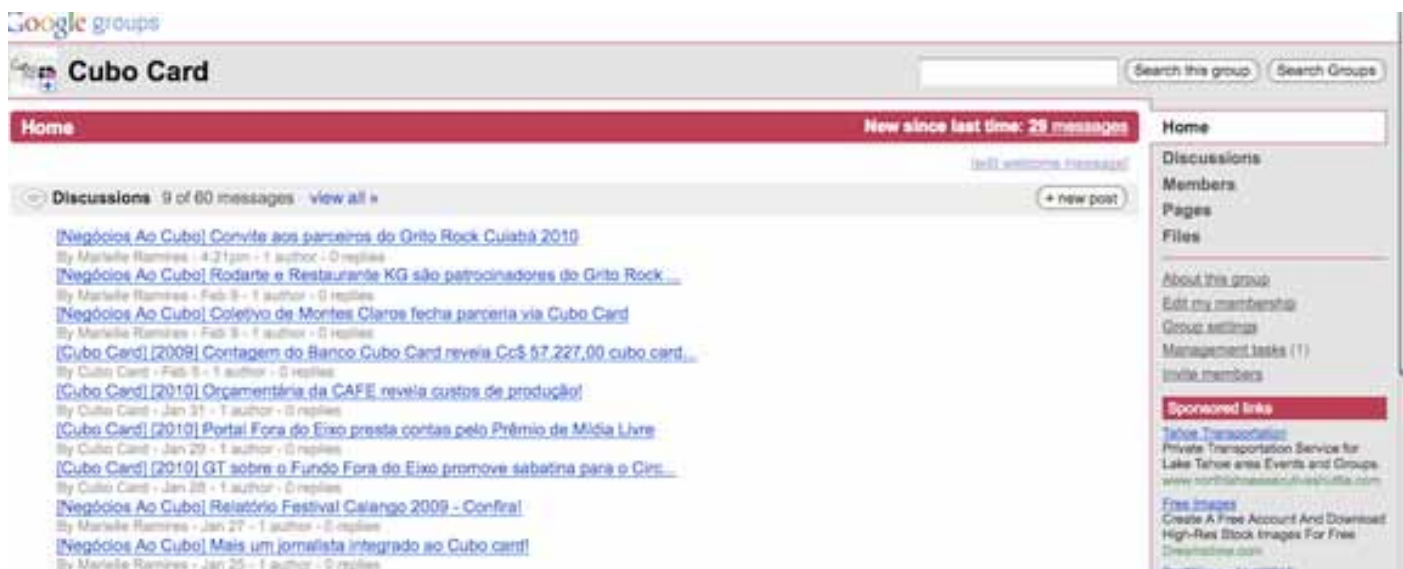 Google groups
Cubo Card
Search this group
Search Groups
Home
New since last time: 29 messages
[edit welcome message]
Discussions 9 of 60 messages view all »
+ new post
[Negócios Ao Cubo] Convite aos parceiros do Grito Rock Cuiabá 2010
By Marielle Ramires - 4:21pm - 1 author - 0 replies
[Negócios Ao Cubo] Rodarte e Restaurante KG são patrocinadores do Grito Rock ...
By Marielle Ramires - Feb 9 - 1 author - 0 replies
[Negócios Ao Cubo] Coletivo de Montes Claros fecha parceria via Cubo Card
By Marielle Ramires - Feb 9 - 1 author - 0 replies
[Cubo Card] [2009] Contagem do Banco Cubo Card revela Cc$ 57.227,00 cubo card...
By Cubo Card - Feb 5 - 1 author - 0 replies
[Cubo Card] [2010] Orçamentária da CAFE revela custos de produção!
By Cubo Card - Jan 31 - 1 author - 0 replies
[Cubo Card] [2010] Portal Fora do Eixo presta contas pelo Prêmio de Mídia Livre
By Cubo Card - Jan 29 - 1 author - 0 replies
[Cubo Card] [2010] GT sobre o Fundo Fora do Eixo promove sabatina para o Circ...
By Cubo Card - Jan 28 - 1 author - 0 replies
[Negócios Ao Cubo] Relatório Festival Calango 2009 - Confira!
By Marielle Ramires - Jan 27 - 1 author - 0 replies
[Negócios Ao Cubo] Mais um jornalista integrado ao Cubo card!
By Marielle Ramires - Jan 25 - 1 author - 0 replies
Home
Discussions
Members
Pages
Files
About this group
Edit my membership
Group settings
Management tasks (1)
Invite members
Sponsored links
Tahoe Transportation
Private Transportation Service for
Lake Tahoe area Events and Groups
Free Images
Create A Free Account And Download
High-Res Stock Images For Free
Dreamstime.com